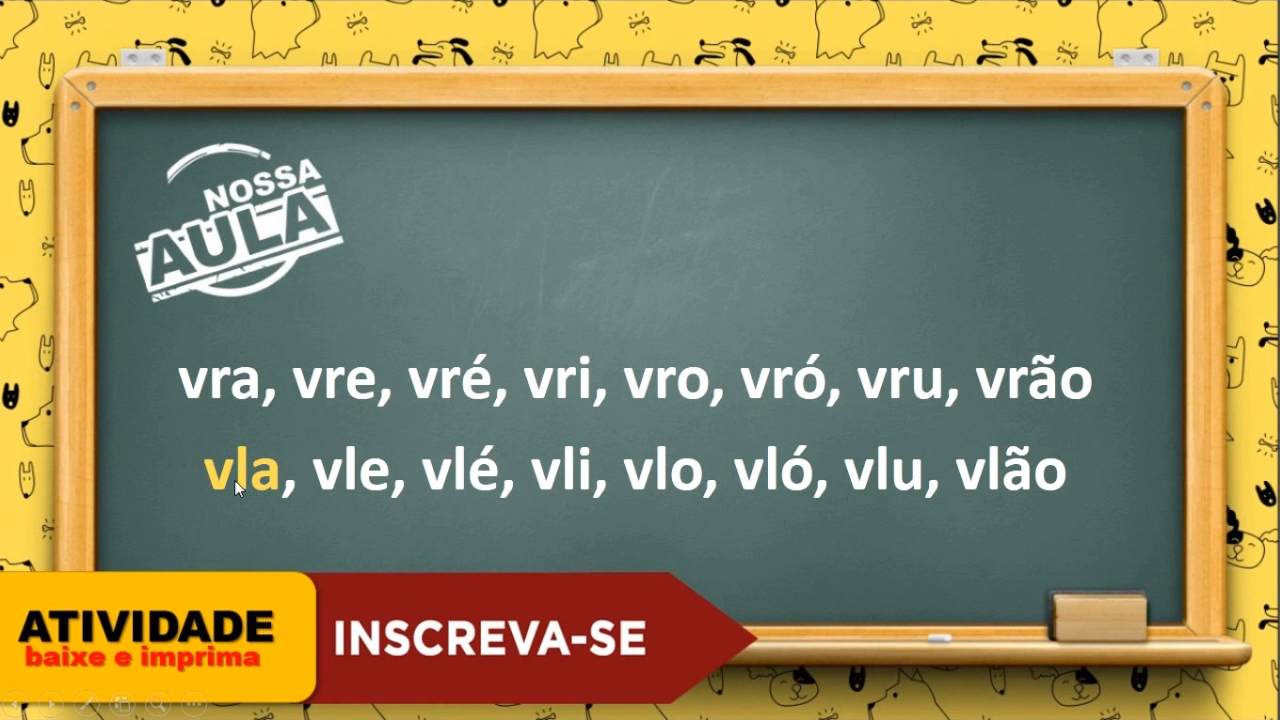 NOSSA
AULA
vra, vre, vré, vri, vro, vró, vru, vrão
vla, vle, vlé, vli, vlo, vló, vlu, vlão
ATIVIDADE
baixe e imprima
INSCREVA-SE